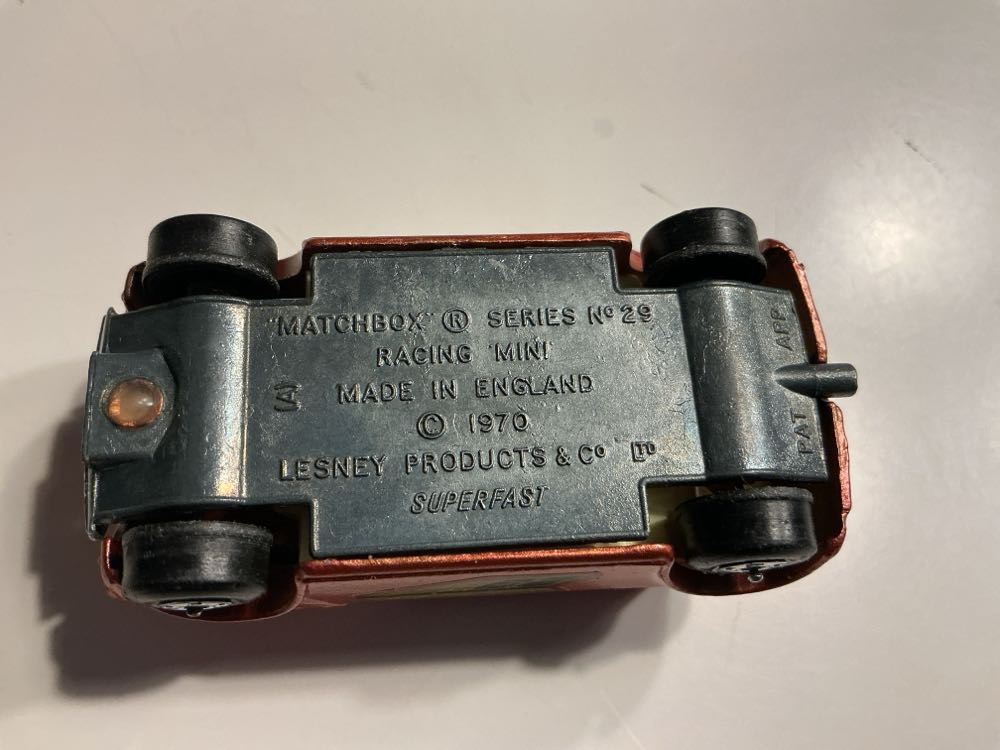 "MATCHBOX" ® SERIES Nº 29
RACING 'MINI'
(A) MADE IN ENGLAND
© 1970
LESNEY PRODUCTS & Cº LTD
SUPERFAST
PAT APP